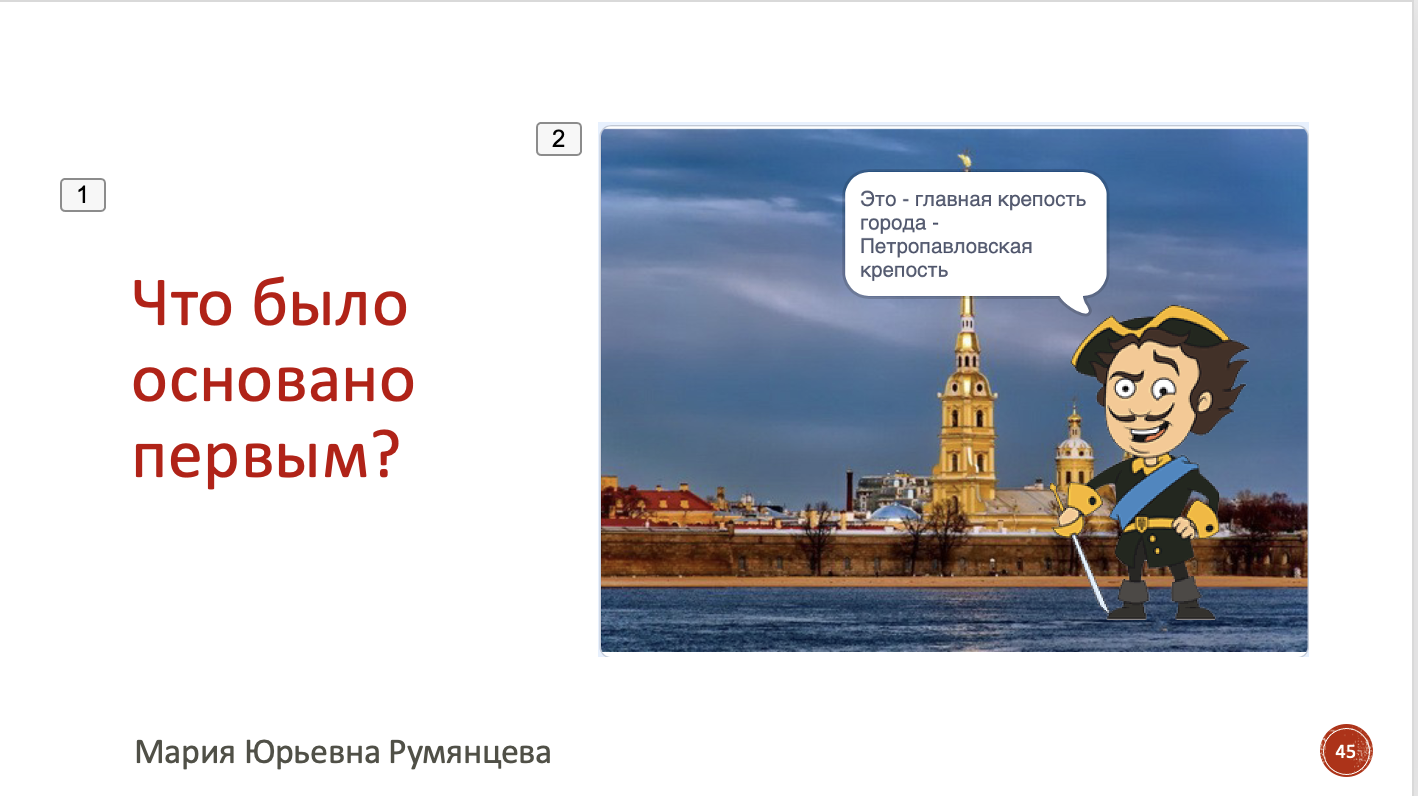 1
2
Что было
основано
первым?
Это - главная крепость
города -
Петропавловская
крепость
Мария Юрьевна Румянцева
45